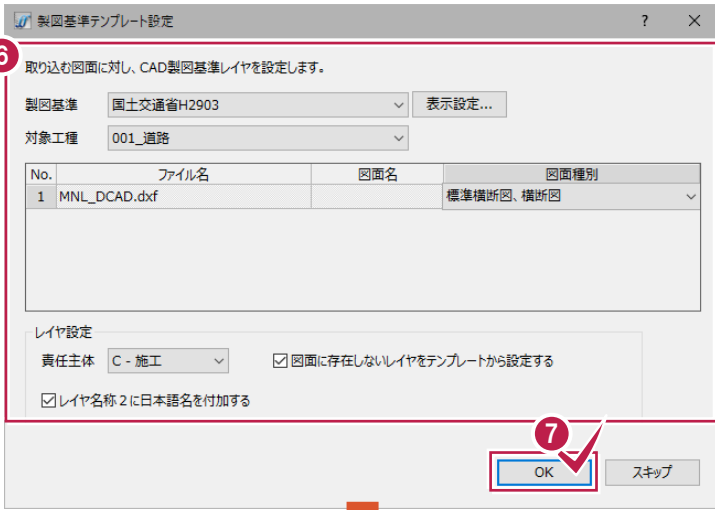 製図基準テンプレート設定 ? ×
6
取り込む図面に対し、CAD製図基準レイヤを設定します。
製図基準 国土交通省H2903 表示設定...
対象工種 001_道路
No. ファイル名 図面名 図面種別
1 MNL_DCAD.dxf 標準横断図、横断図
レイヤ設定
責任主体 C - 施工 図面に存在しないレイヤをテンプレートから設定する
レイヤ名称2に日本語名を付加する
7
OK スキップ